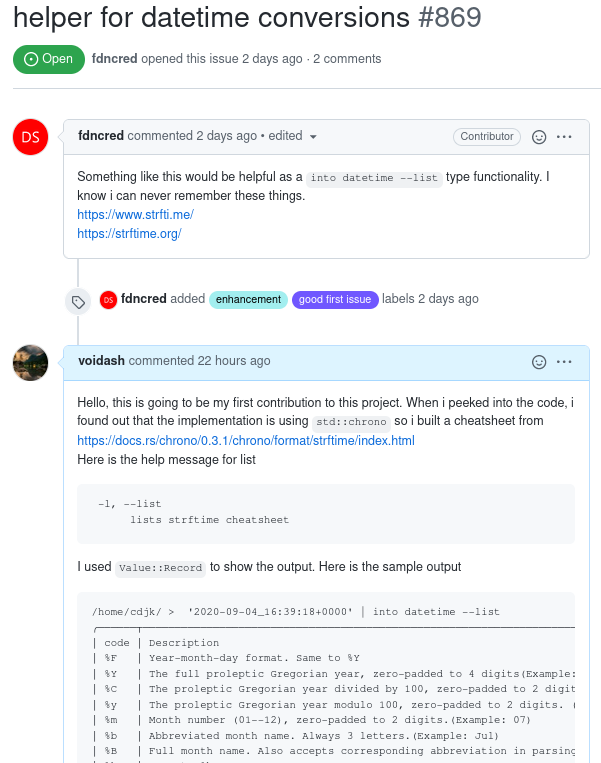 helper for datetime conversions #869
Open fdncred opened this issue 2 days ago · 2 comments
DS
fdncred commented 2 days ago • edited
Contributor
Something like this would be helpful as a into datetime --list type functionality. I
know i can never remember these things.
https://www.strfti.me/
https://strftime.org/
DS fdncred added enhancement good first issue labels 2 days ago
voidash commented 22 hours ago
Hello, this is going to be my first contribution to this project. When i peeked into the code, i
found out that the implementation is using std::chrono so i built a cheatsheet from
https://docs.rs/chrono/0.3.1/chrono/format/strftime/index.html
Here is the help message for list
-l, --list
lists strftime cheatsheet
I used Value::Record to show the output. Here is the sample output
/home/cdjk/ > '2020-09-04_16:39:18+0000' | into datetime --list
| code | Description
| %F | Year-month-day format. Same to %Y
| %Y | The full proleptic Gregorian year, zero-padded to 4 digits(Example:
| %C | The proleptic Gregorian year divided by 100, zero-padded to 2 digit
| %y | The proleptic Gregorian year modulo 100, zero-padded to 2 digits. (
| %m | Month number (01--12), zero-padded to 2 digits.(Example: 07)
| %b | Abbreviated month name. Always 3 letters.(Example: Jul)
| %B | Full month name. Also accepts corresponding abbreviation in parsing